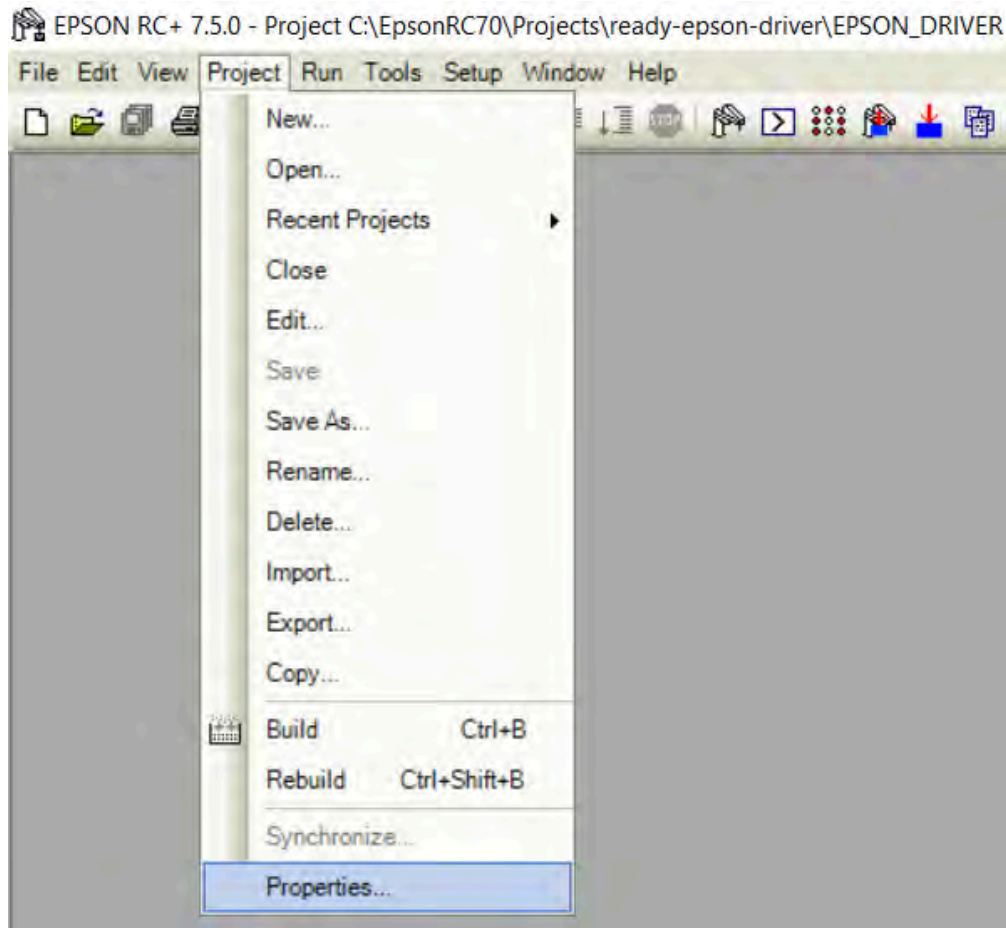 EPSON RC+ 7.5.0 - Project C:\EpsonRC70\Projects\ready-epson-driver\EPSON_DRIVER
File Edit View Project Run Tools Setup Window Help
New...
Open...
Recent Projects
Close
Edit...
Save
Save As...
Rename...
Delete...
Import...
Export...
Copy...
Build Ctrl+B
Rebuild Ctrl+Shift+B
Synchronize...
Properties...